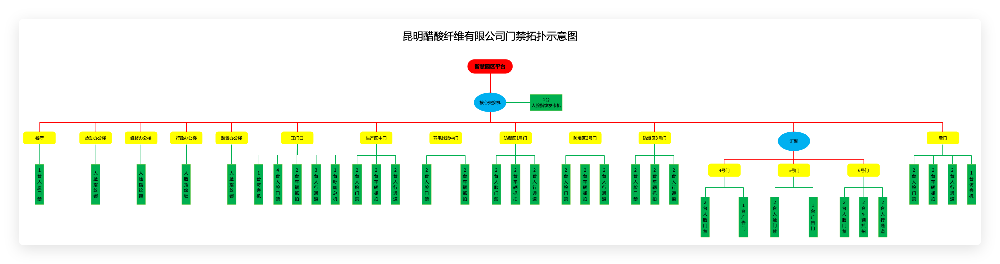 昆明醋酸纤维有限公司门禁拓扑示意图
智慧园区平台
核心交换机
1台
人脸指纹发卡机
餐厅
热动办公楼
维修办公楼
行政办公楼
装置办公楼
正门口
生产区中门
羽毛球馆中门
防爆区1号门
防爆区2号门
防爆区3号门
汇聚
后门
4号门
5号门
6号门
1台人脸门禁
人脸指纹锁
人脸指纹锁
人脸指纹锁
人脸指纹锁
1台访客机
4台人脸门禁
2台车辆抓拍
3台人行通道
1台呼叫总机
2台人脸门禁
2台车辆抓拍
2台人行通道
2台人脸门禁
2台车辆抓拍
2台人脸门禁
2台车辆抓拍
2台人行通道
2台人脸门禁
2台车辆抓拍
2台人行通道
2台人脸门禁
2台车辆抓拍
2台人行通道
2台人脸门禁
1台广告门
2台人脸门禁
1台广告门
2台人脸门禁
2台车辆抓拍
2台人行通道
2台人脸门禁
2台车辆抓拍
2台人行通道
1台访客机